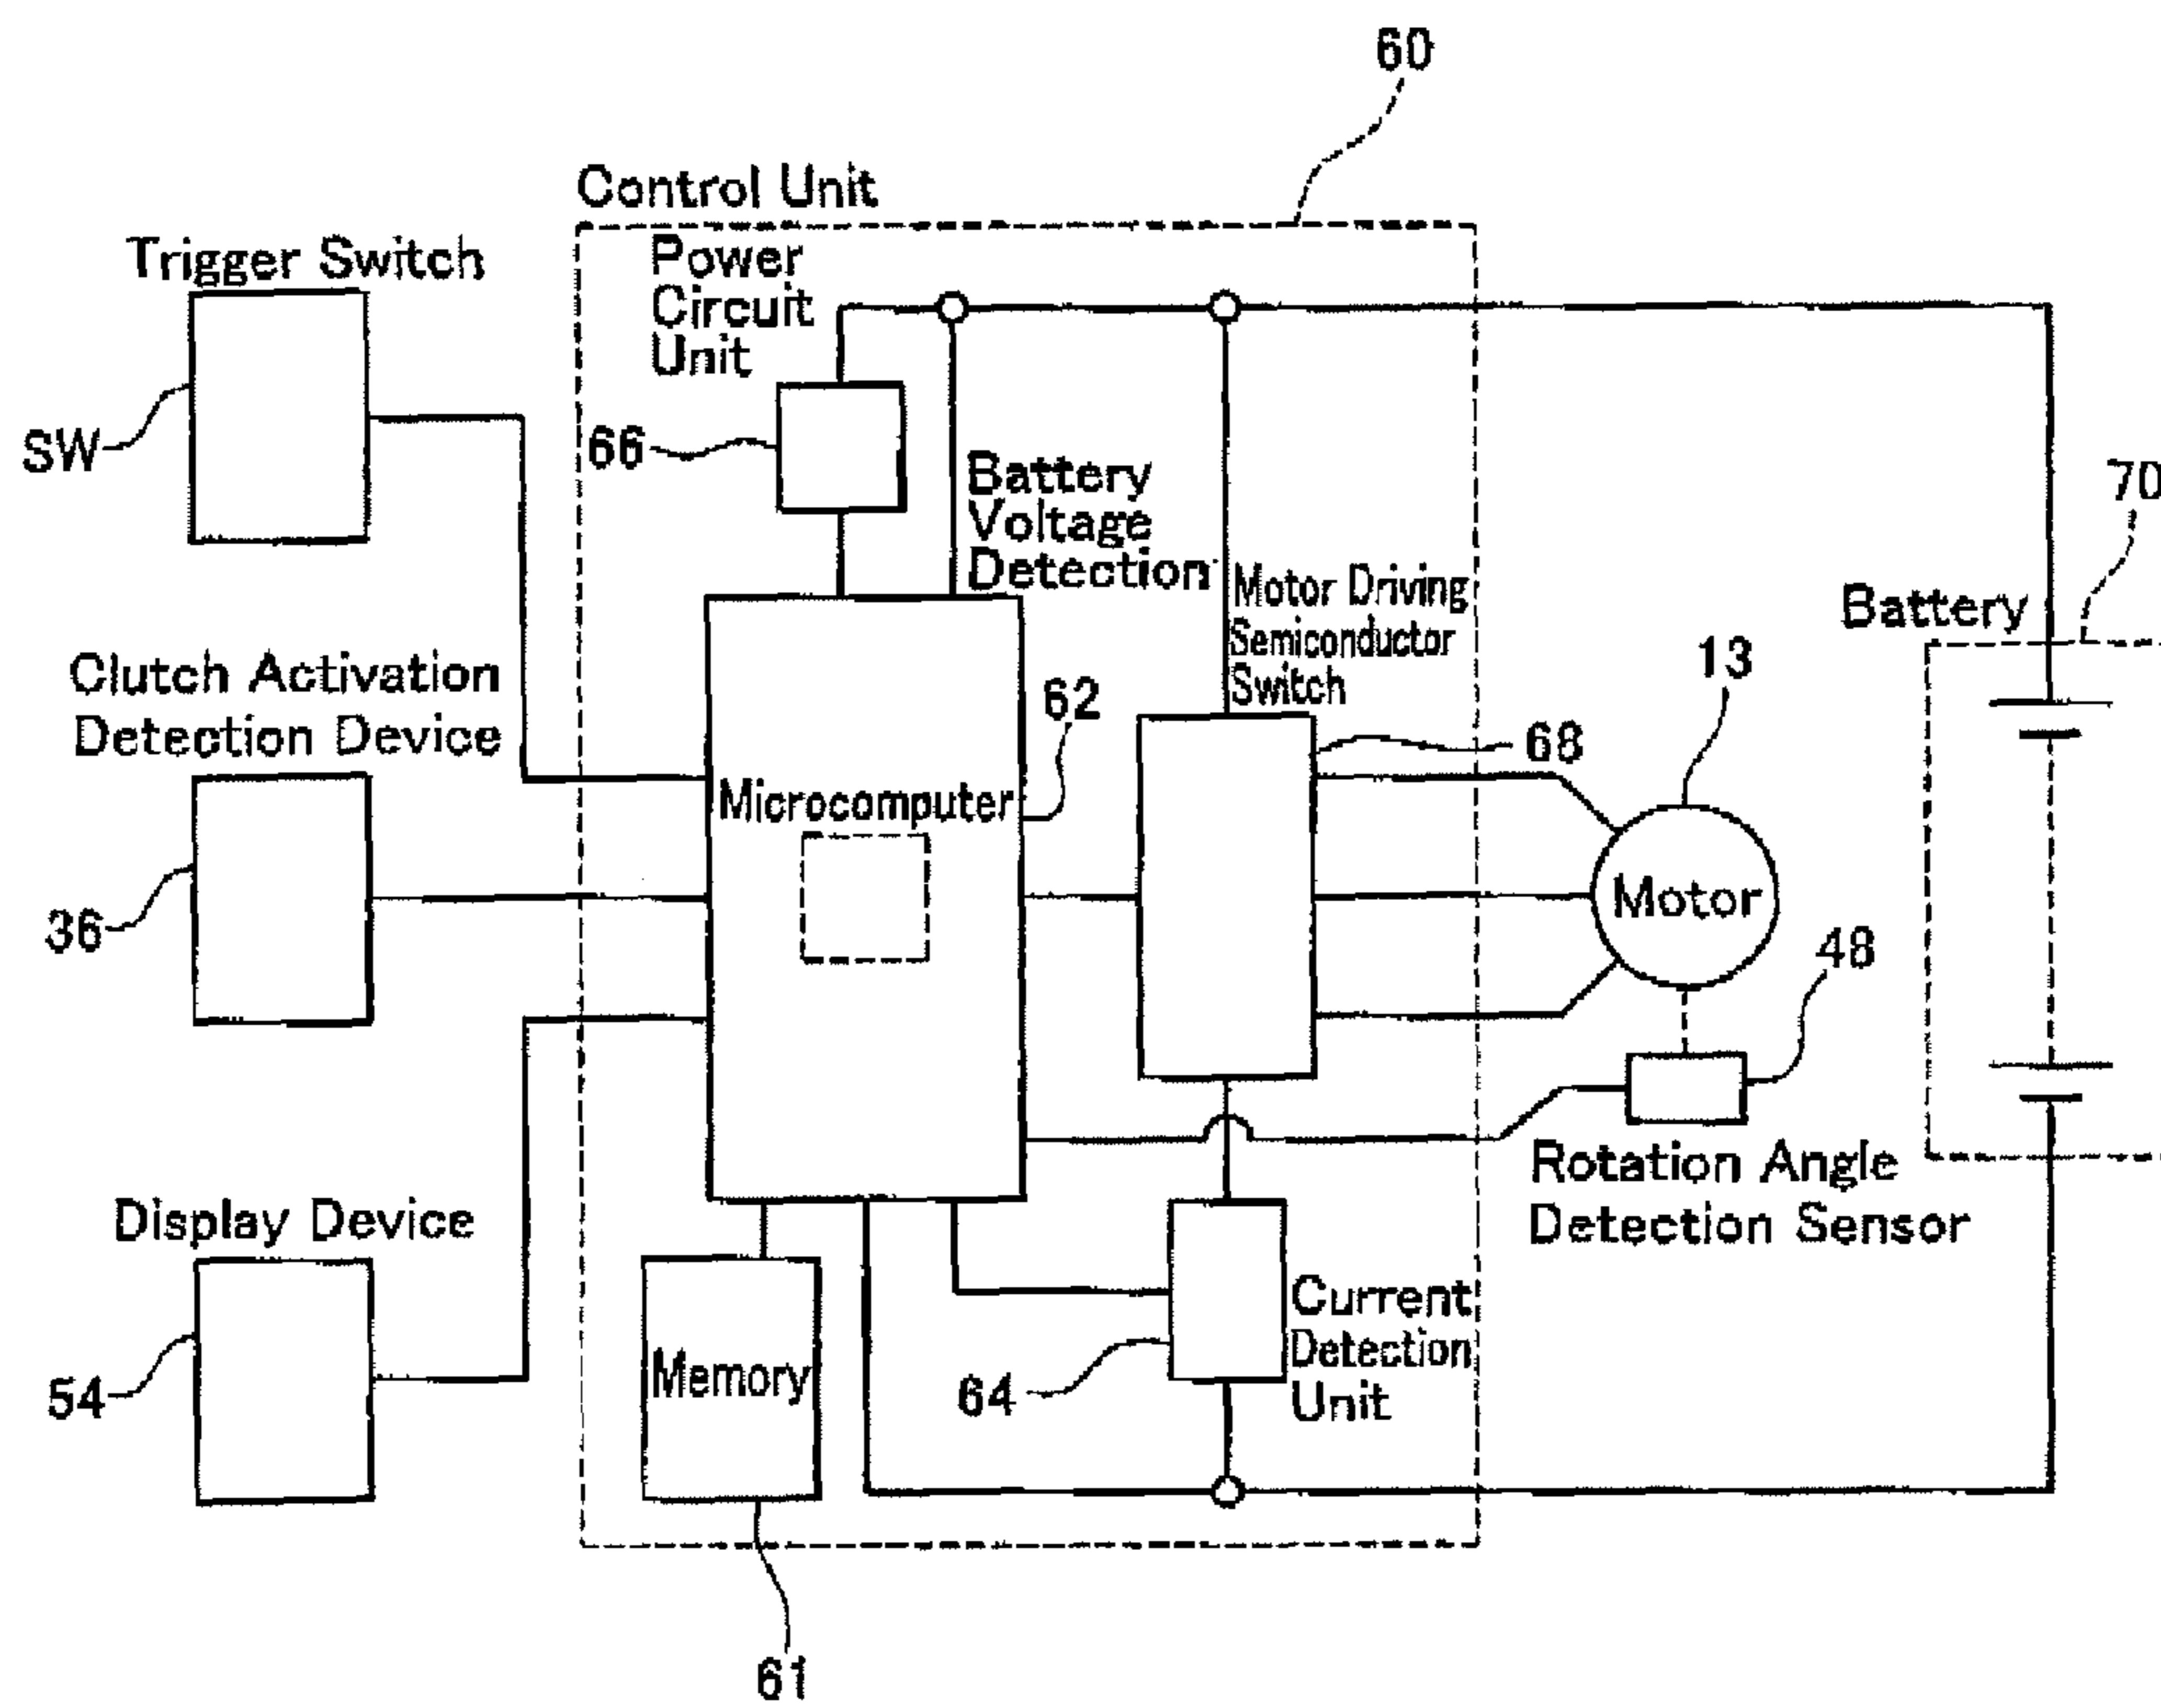 60
Control Unit
Trigger Switch
Power
Circuit
Unit
SW
66
Battery
Voltage
Detection
70
Motor Driving
Semiconductor
Switch
Battery
13
Clutch Activation
Detection Device
62
68
Microcomputer
Motor
36
48
Rotation Angle
Detection Sensor
Display Device
Current
Detection
Unit
Memory
54
64
61